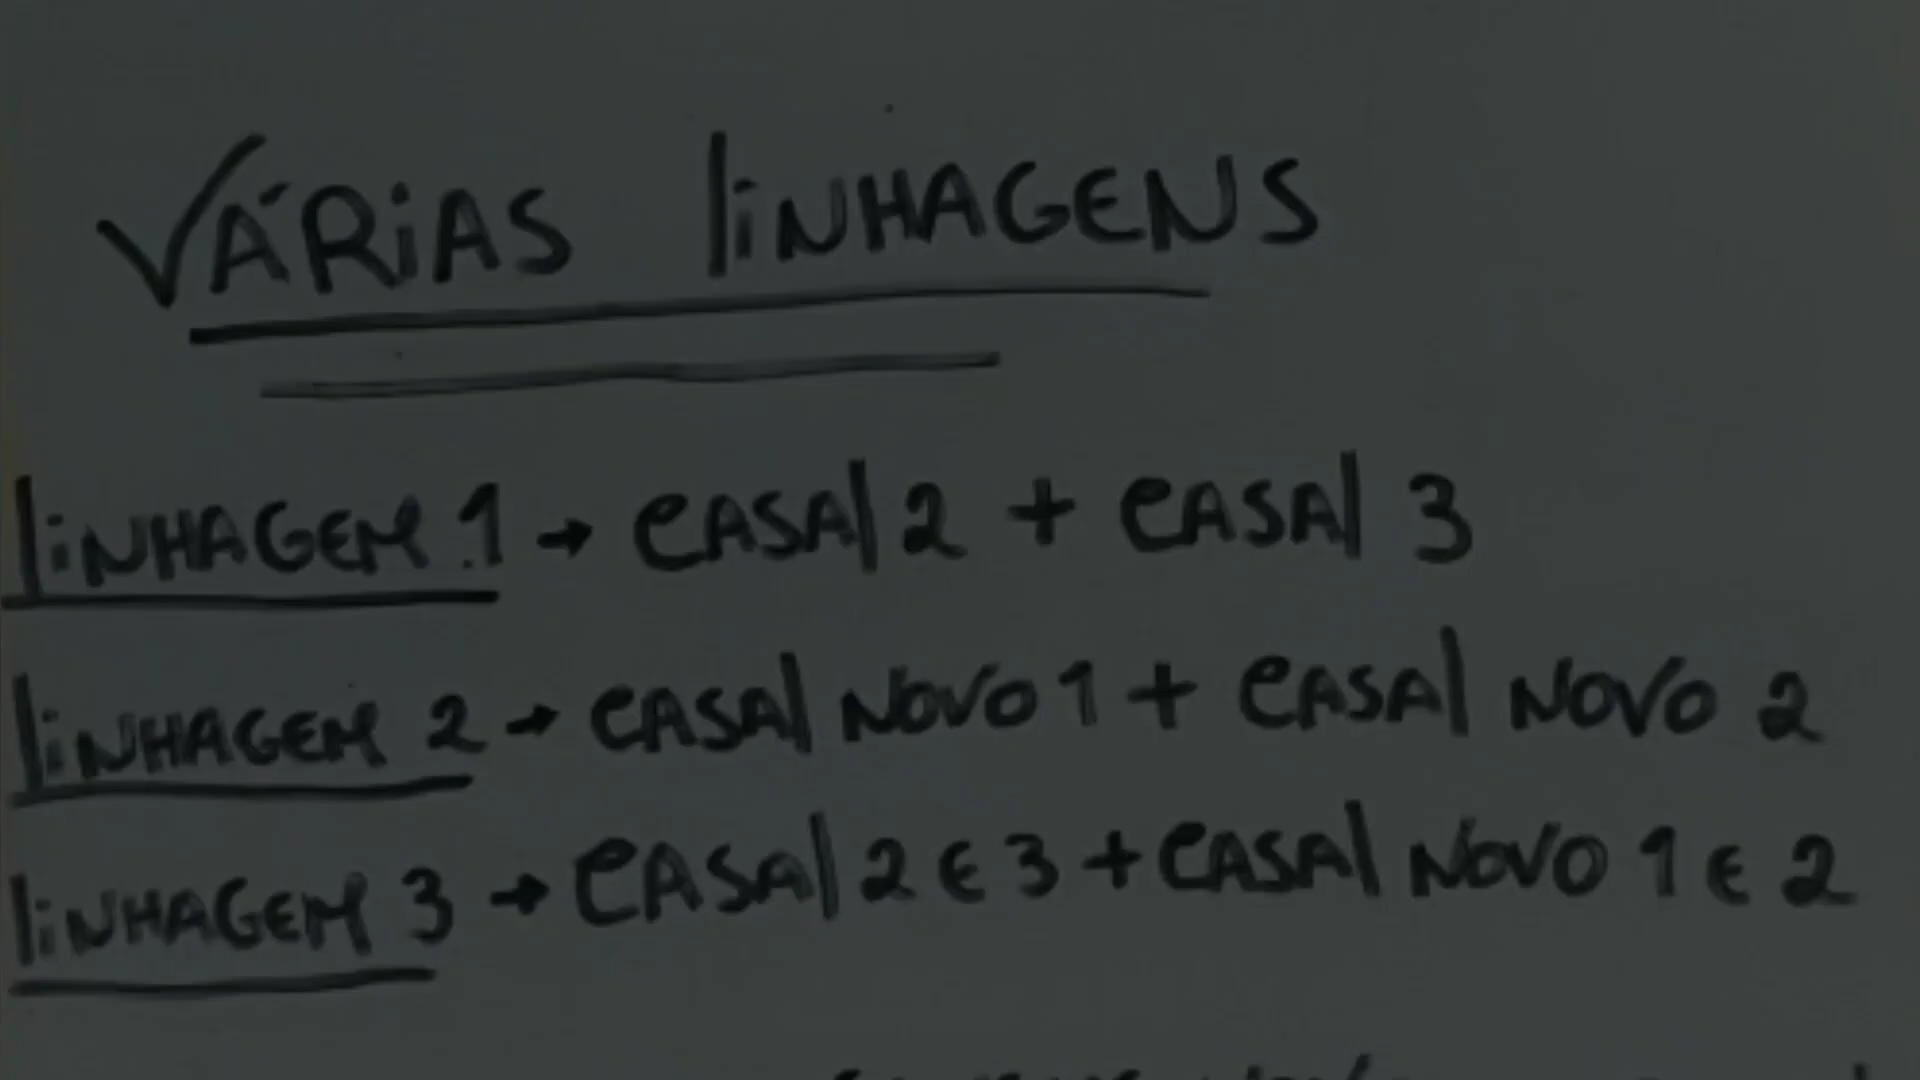 VÁRIAS LINHAGENS
LINHAGEM 1 → CASAL 2 + CASAL 3
LINHAGEM 2 → CASAL NOVO 1 + CASAL NOVO 2
LINHAGEM 3 → CASAL 2 E 3 + CASAL NOVO 1 E 2